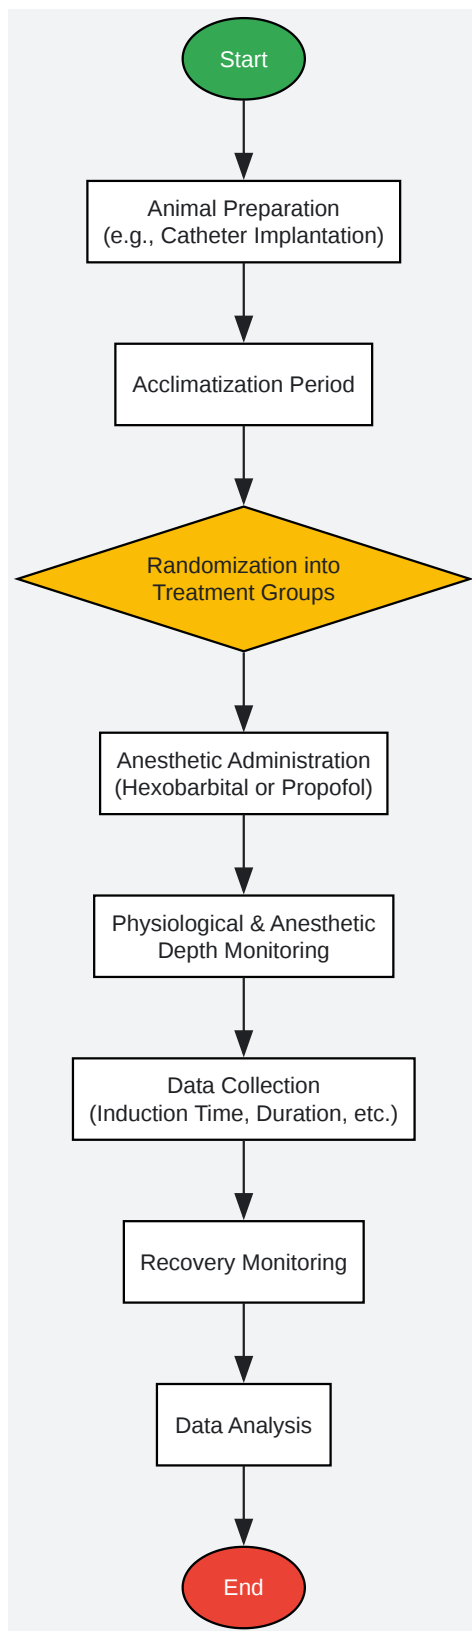 Start
Animal Preparation
(e.g., Catheter Implantation)
Acclimatization Period
Randomization into
Treatment Groups
Anesthetic Administration
(Hexobarbital or Propofol)
Physiological & Anesthetic
Depth Monitoring
Data Collection
(Induction Time, Duration, etc.)
Recovery Monitoring
Data Analysis
End